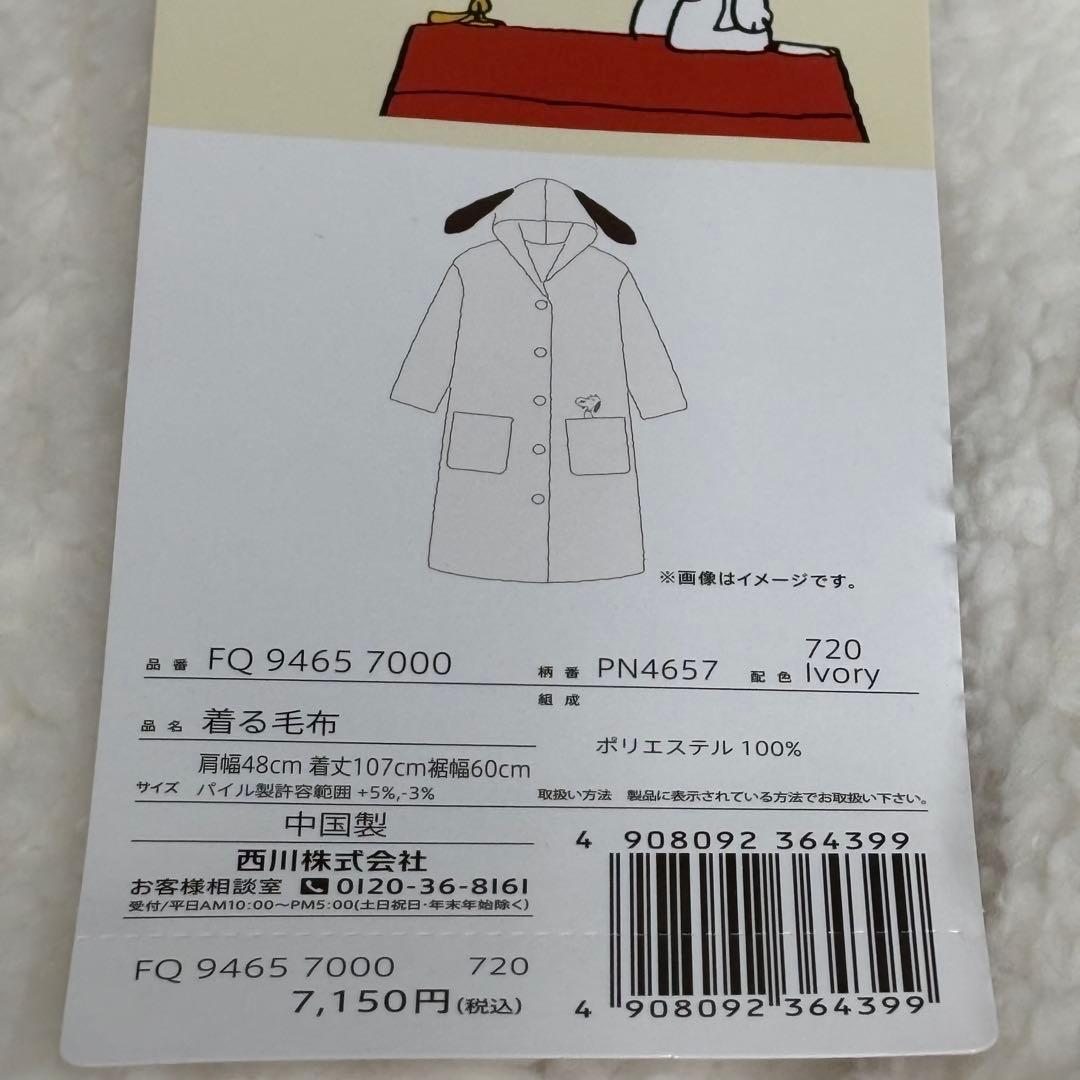 ※画像はイメージです。
品番 FQ 9465 7000
柄番 PN4657 配色 720 Ivory
組成
品名 着る毛布
ポリエステル 100%
肩幅48cm 着丈107cm裾幅60cm
サイズ パイル製許容範囲 +5%,-3%
取扱い方法 製品に表示されている方法でお取扱い下さい。
中国製
西川株式会社
お客様相談室 0120-36-8161
受付/平日AM10:00〜PM5:00(土日祝日・年末年始除く)
4 908092 364399
FQ 9465 7000 720
7,150円(税込)
4 908092 364399